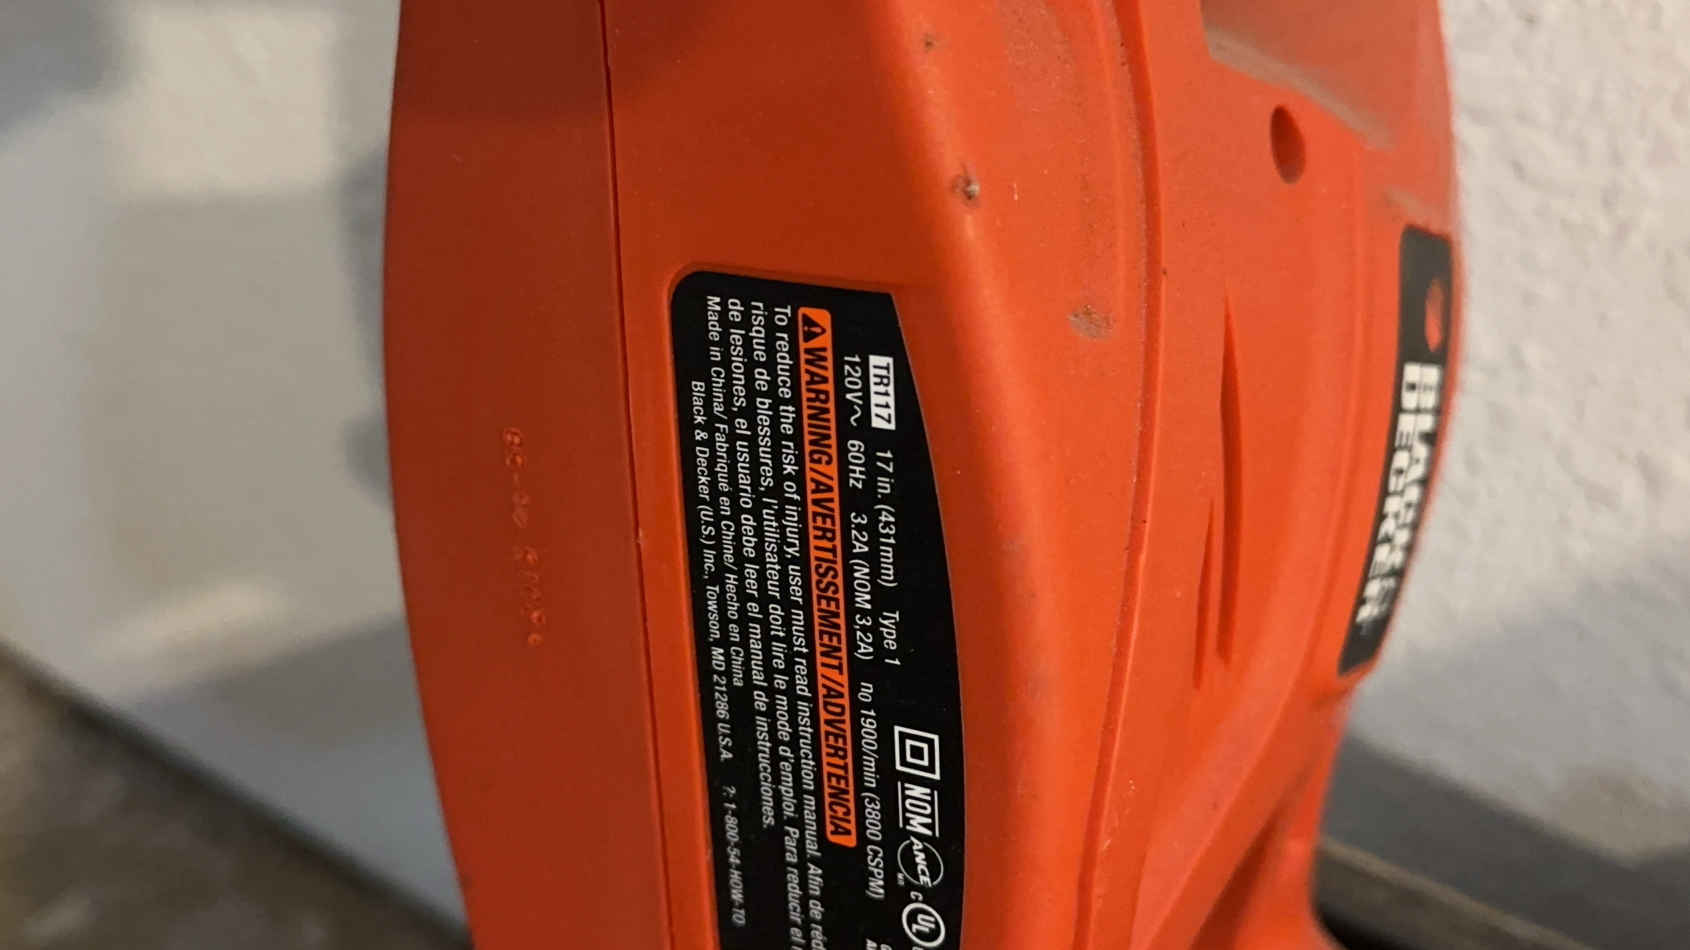 TR117 17 in. (431mm) Type 1
120V~ 60Hz 3.2A (NOM 3,2A) n0 1900/min (3800 CSPM)
NOM ANCE
C UL
WARNING/AVERTISSEMENT/ADVERTENCIA
To reduce the risk of injury, user must read instruction manual. Afin de
risque de blessures, l'utilisateur doit lire le mode d'emploi. Para reducir el
de lesiones, el usuario debe leer el manual de instrucciones.
Made in China/ Fabriqué en Chine/ Hecho en China
Black & Decker (U.S.) Inc., Towson, MD 21286 U.S.A. ?: 1-800-54-HOW-TO
BLACK &
DECKER